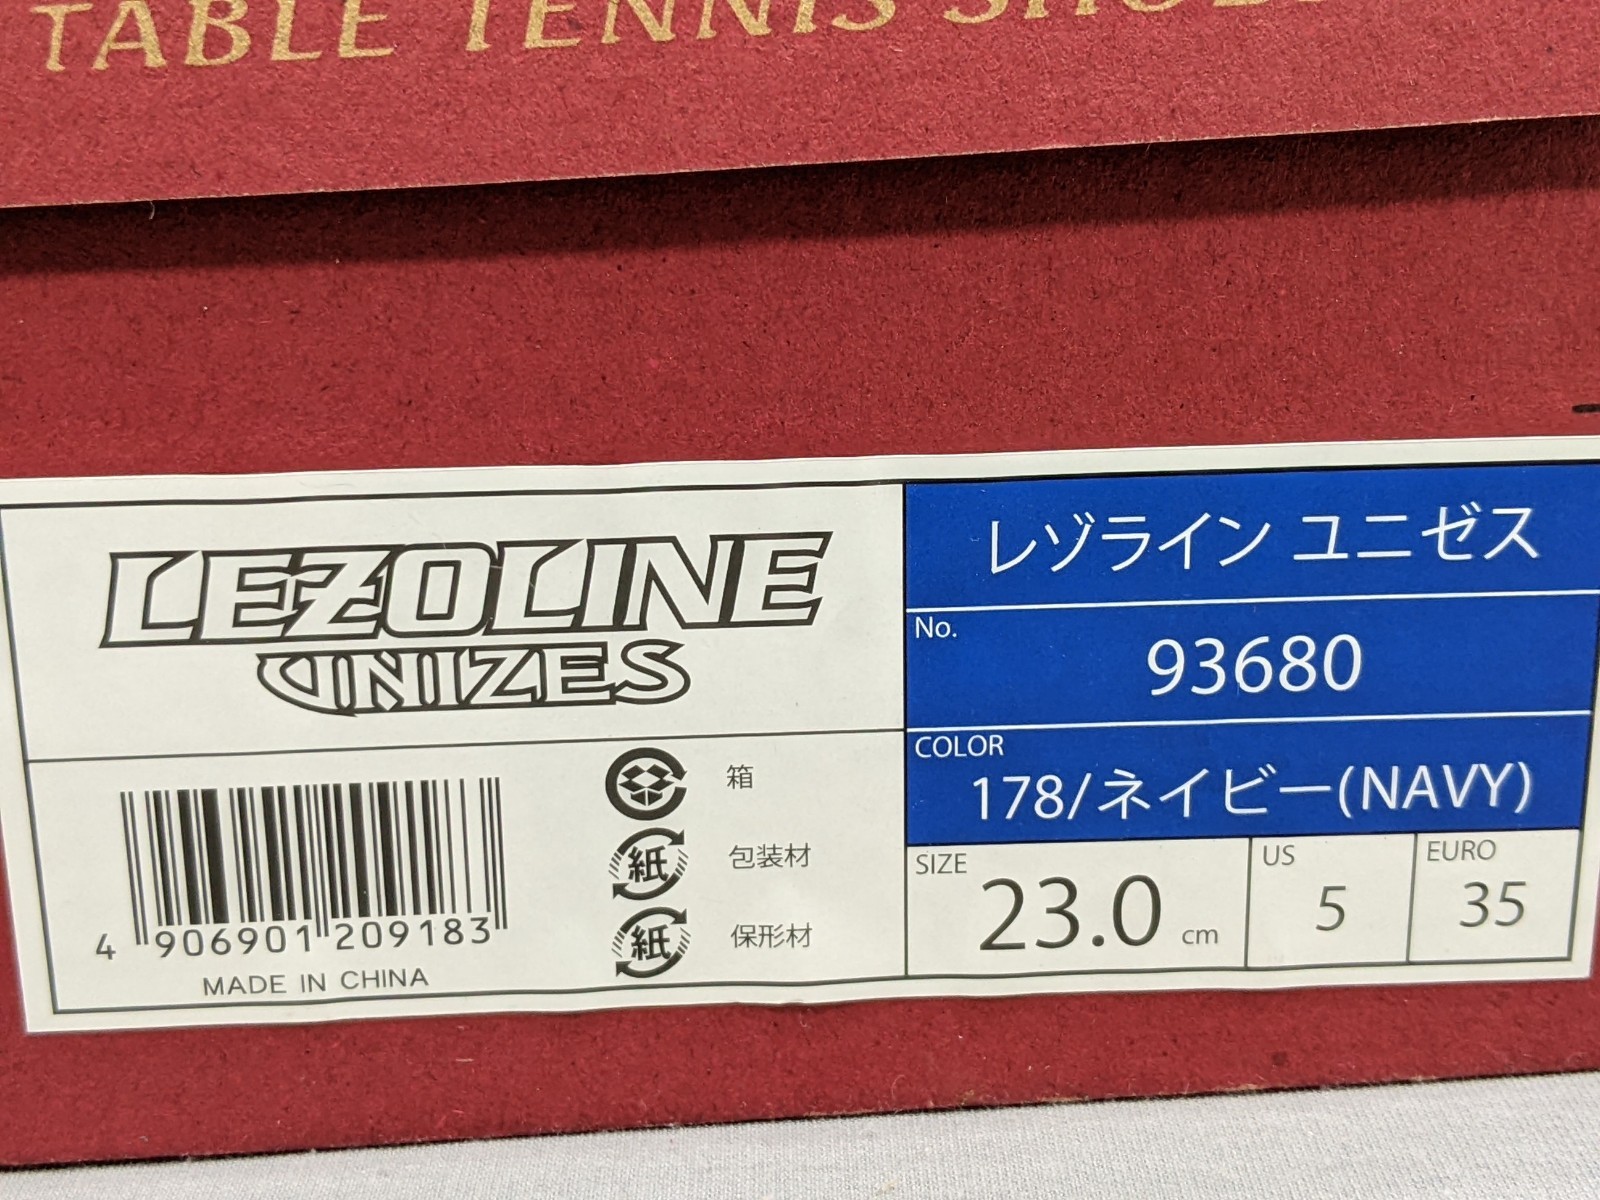 TABLE TENNIS SHOES
LEZOLINE
UNIZES
レゾライン ユニゼス
No.
93680
COLOR
178/ネイビー(NAVY)
SIZE
23.0 cm
US
5
EURO
35
箱
紙 包装材
紙 保形材
4 906901 209183
MADE IN CHINA